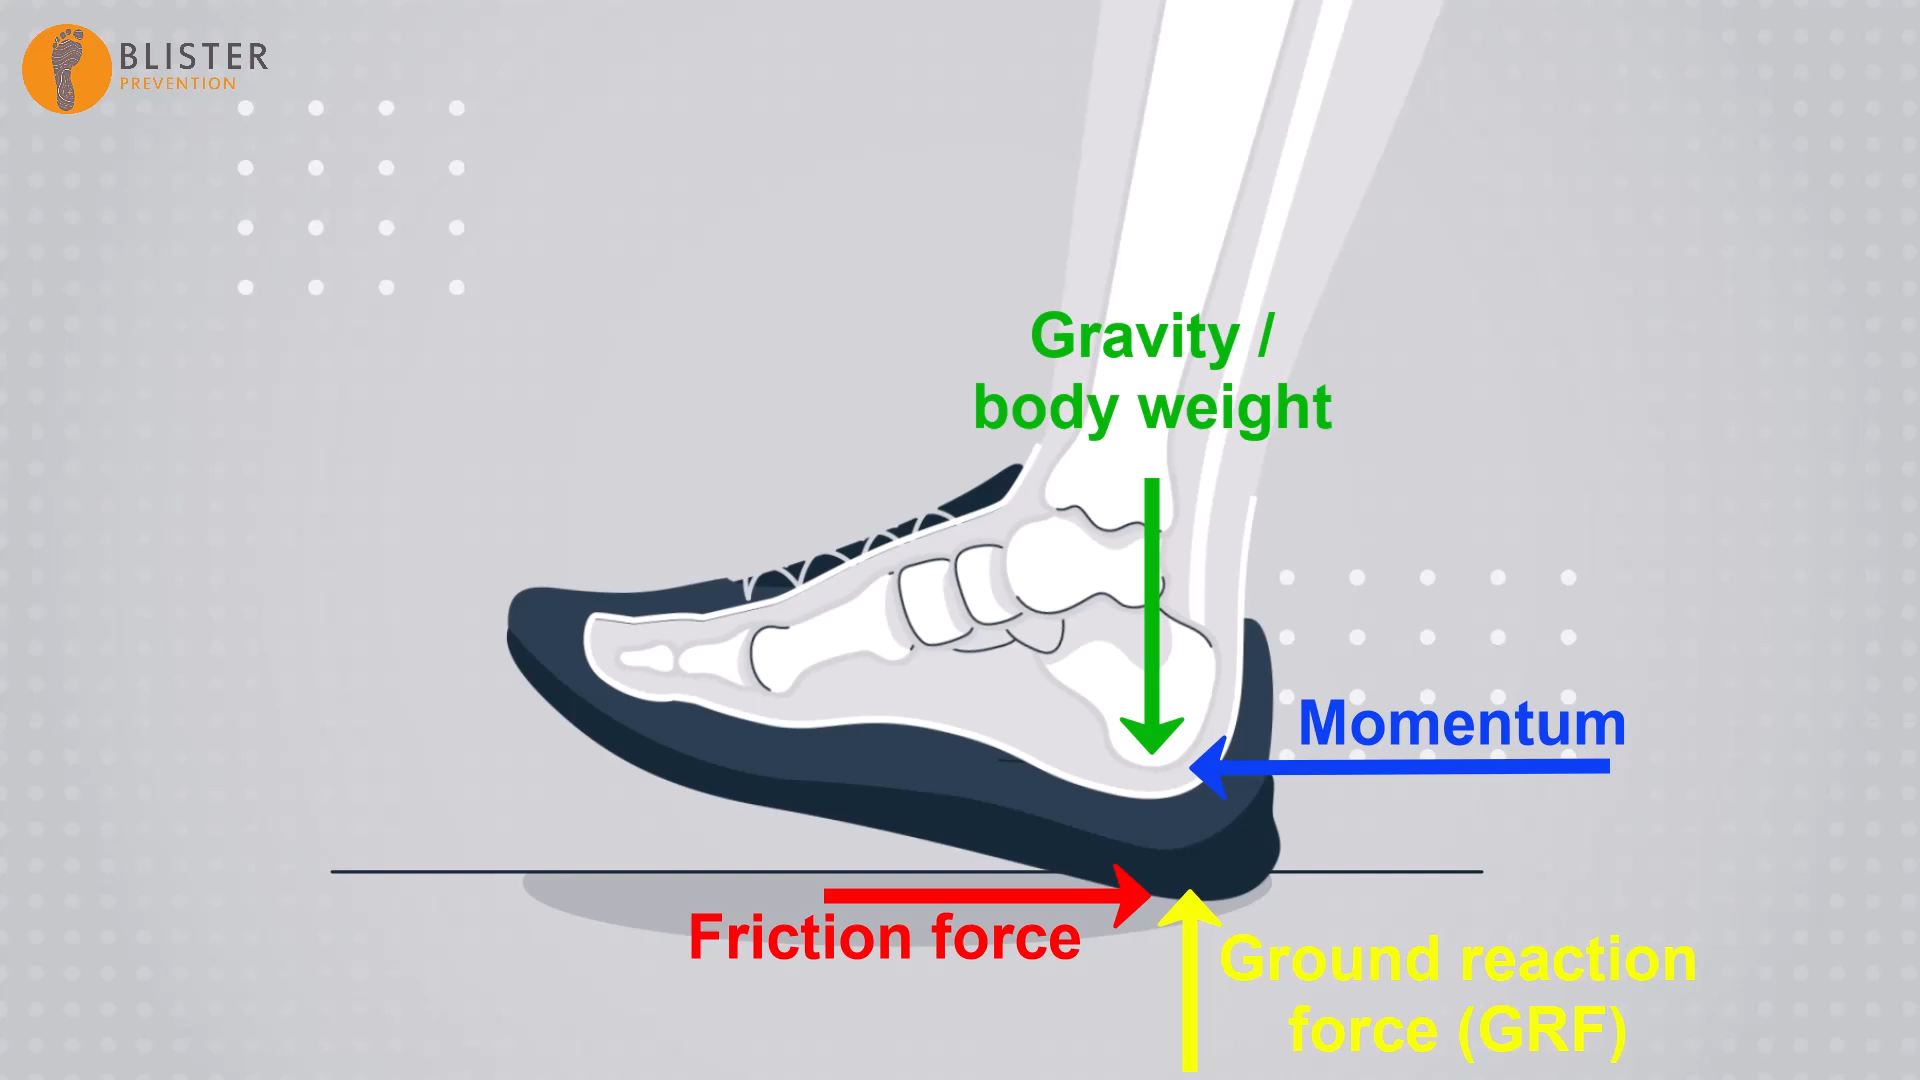 BLISTER
PREVENTION
Gravity /
body weight
Momentum
Friction force
Ground reaction
force (GRF)